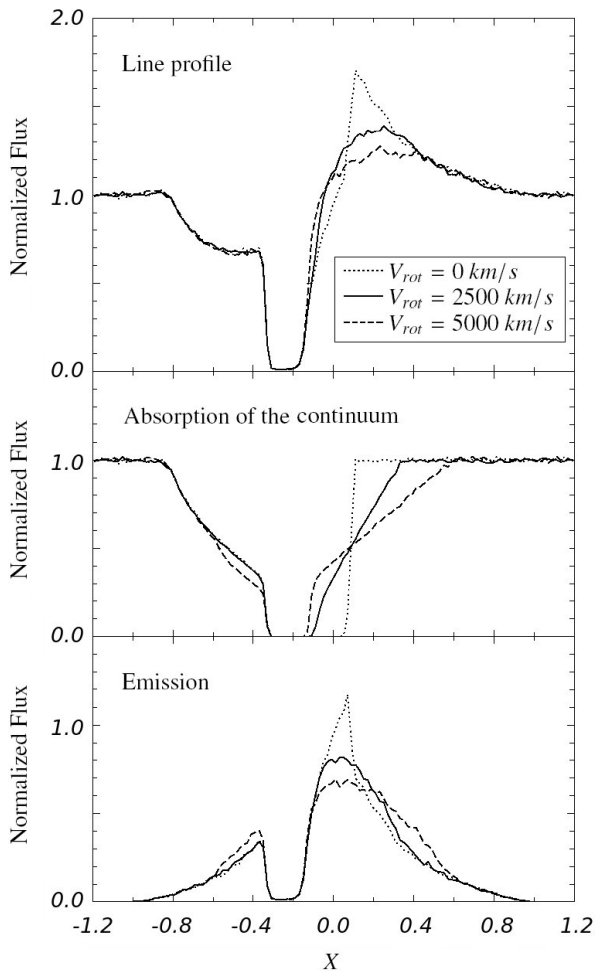 2.0
Line profile
Normalized Flux
1.0
V_rot = 0 km/s
V_rot = 2500 km/s
V_rot = 5000 km/s
0.0
Absorption of the continuum
Normalized Flux
1.0
0.0
Emission
Normalized Flux
1.0
0.0
-1.2 -0.8 -0.4 0.0 0.4 0.8 1.2
X